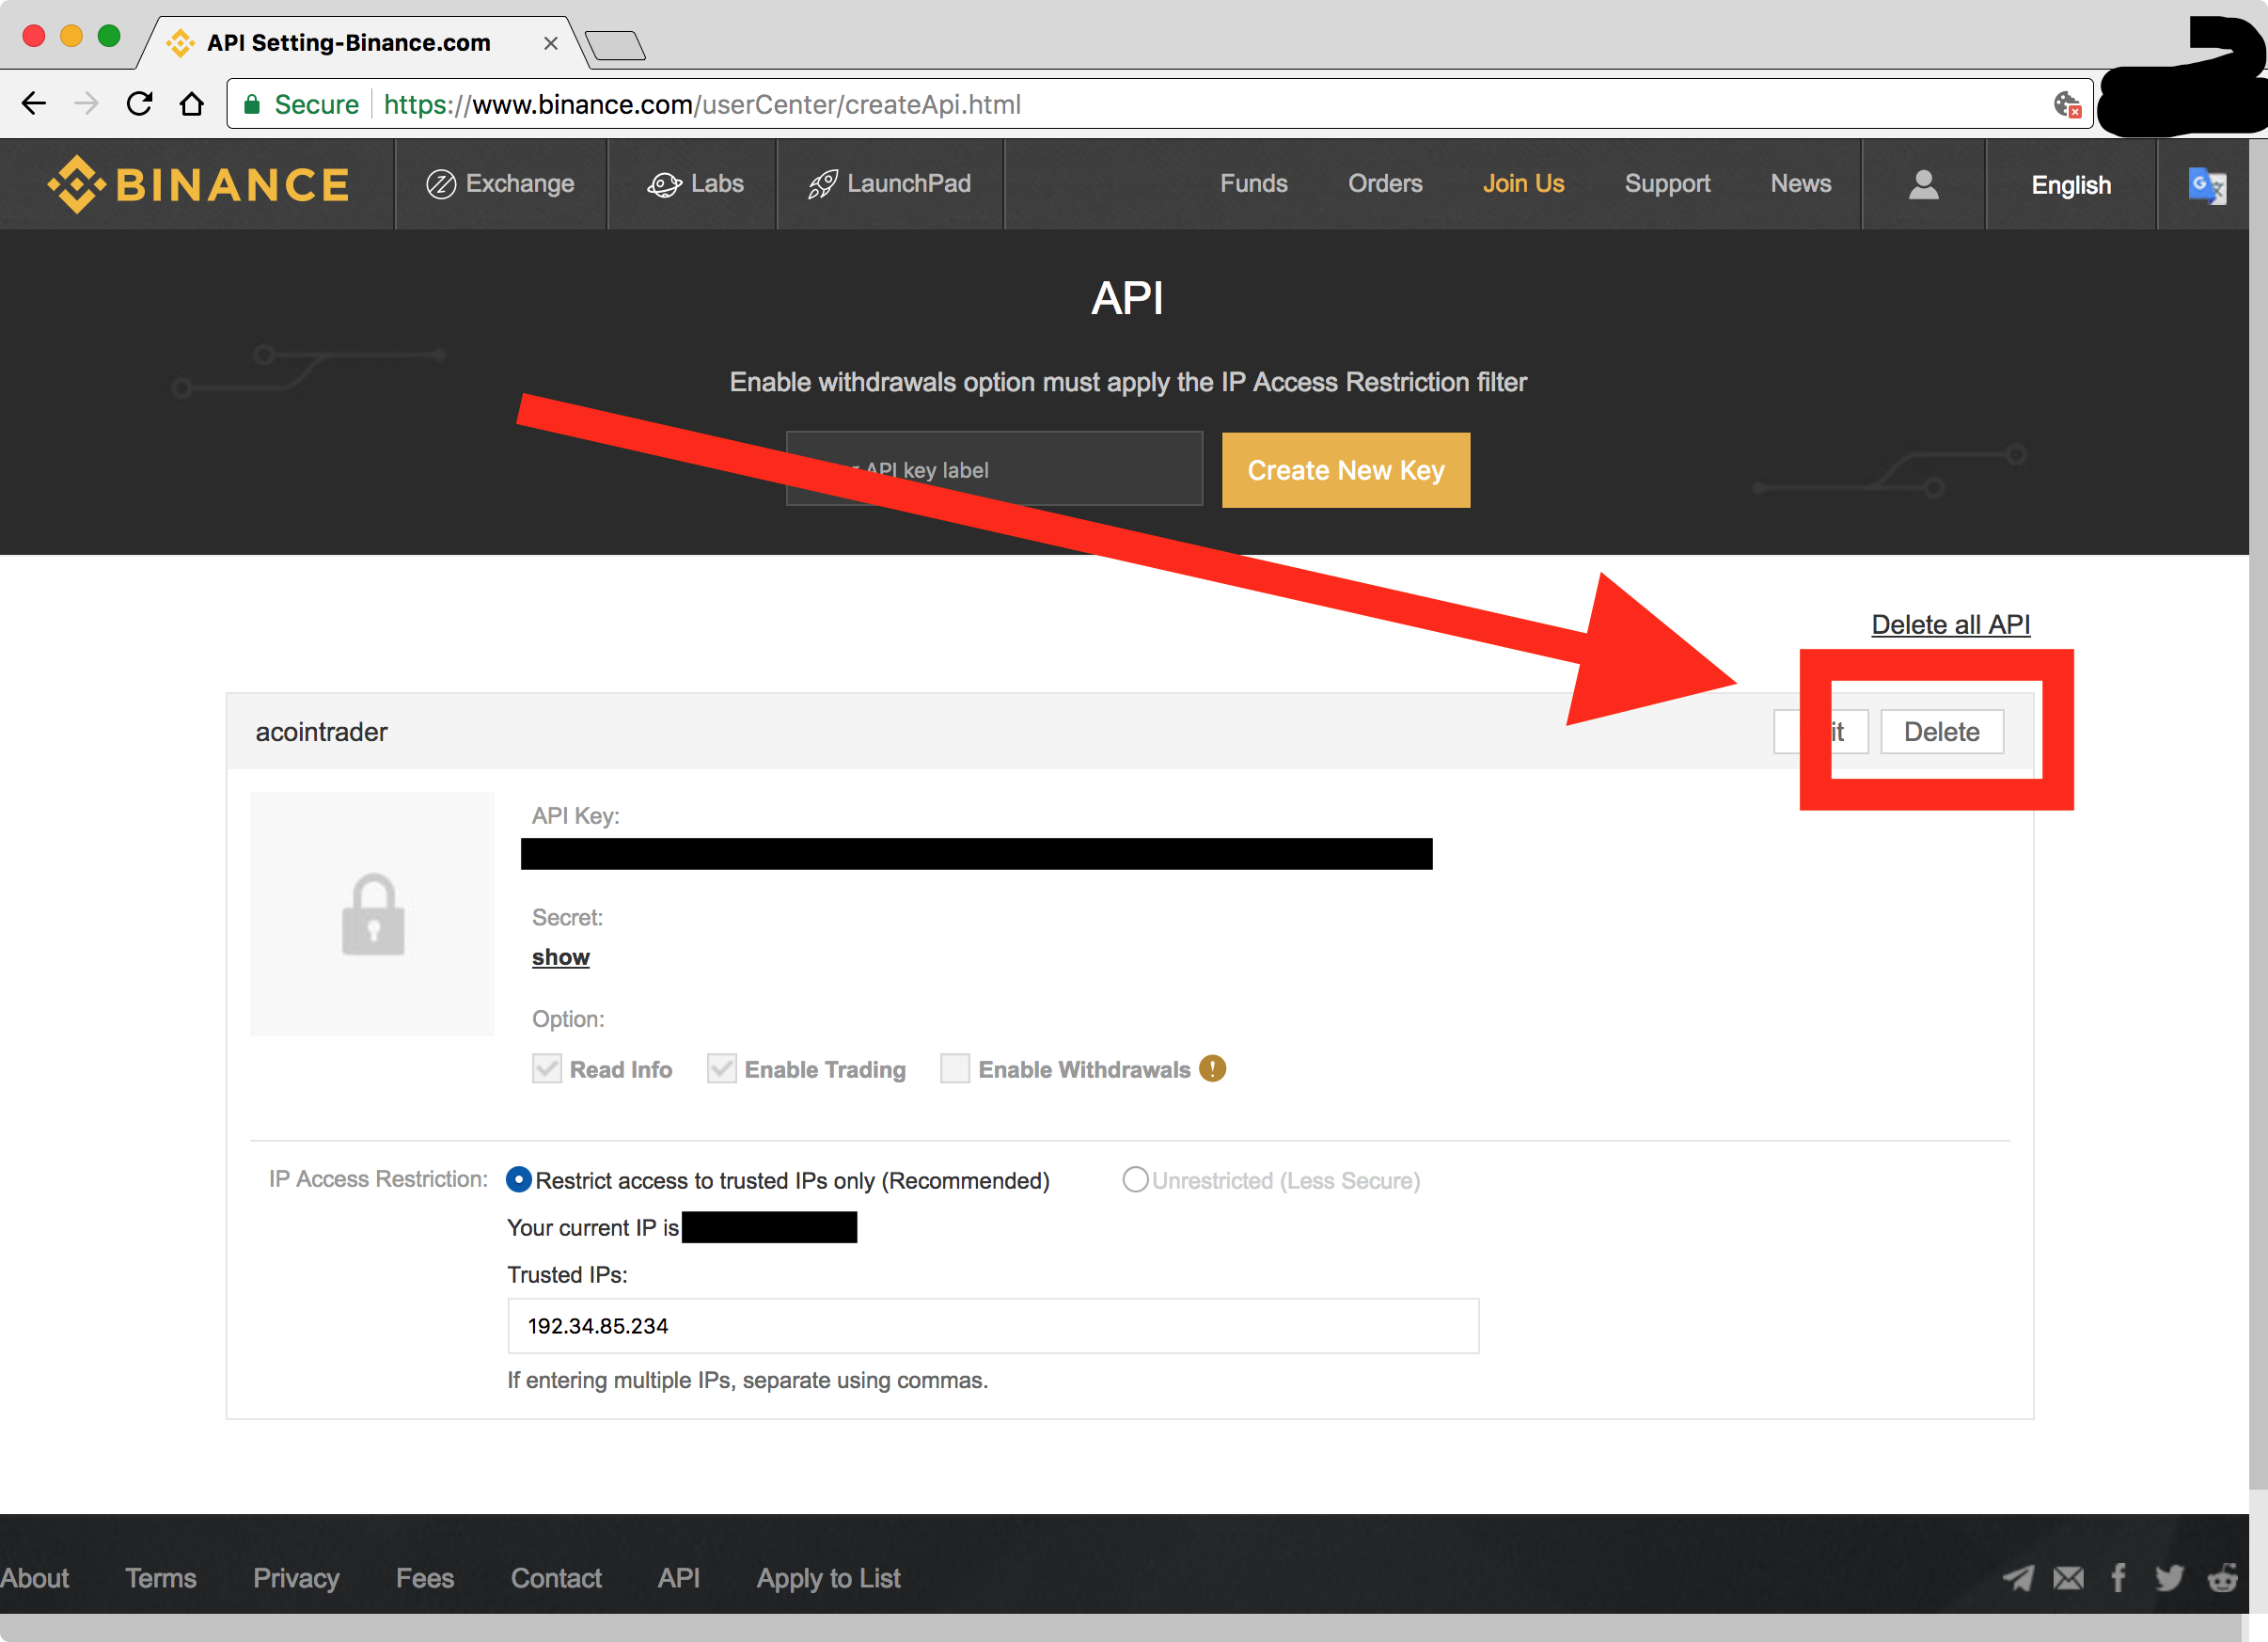 API Setting-Binance.com
Secure https://www.binance.com/userCenter/createApi.html
BINANCE Exchange Labs LaunchPad Funds Orders Join Us Support News English
API
Enable withdrawals option must apply the IP Access Restriction filter
API key label Create New Key
Delete all API
acointrader Delete
API Key:
Secret:
show
Option:
Read Info Enable Trading Enable Withdrawals !
IP Access Restriction: Restrict access to trusted IPs only (Recommended) Unrestricted (Less Secure)
Your current IP is
Trusted IPs:
192.34.85.234
If entering multiple IPs, separate using commas.
About Terms Privacy Fees Contact API Apply to List